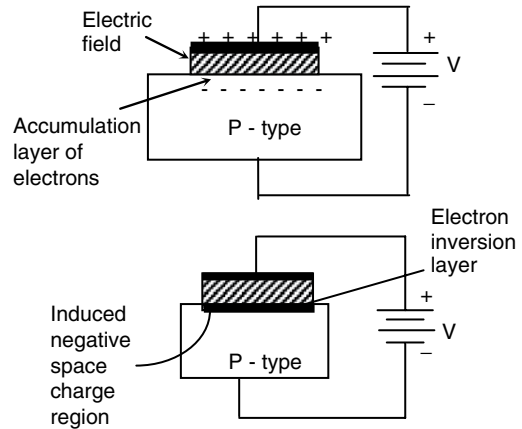 Electric
field
+ + + + + +
+
V
–
- - - - - - -
Accumulation
layer of
electrons
P - type
Electron
inversion
layer
Induced
negative
space
charge
region
P - type
+
V
–